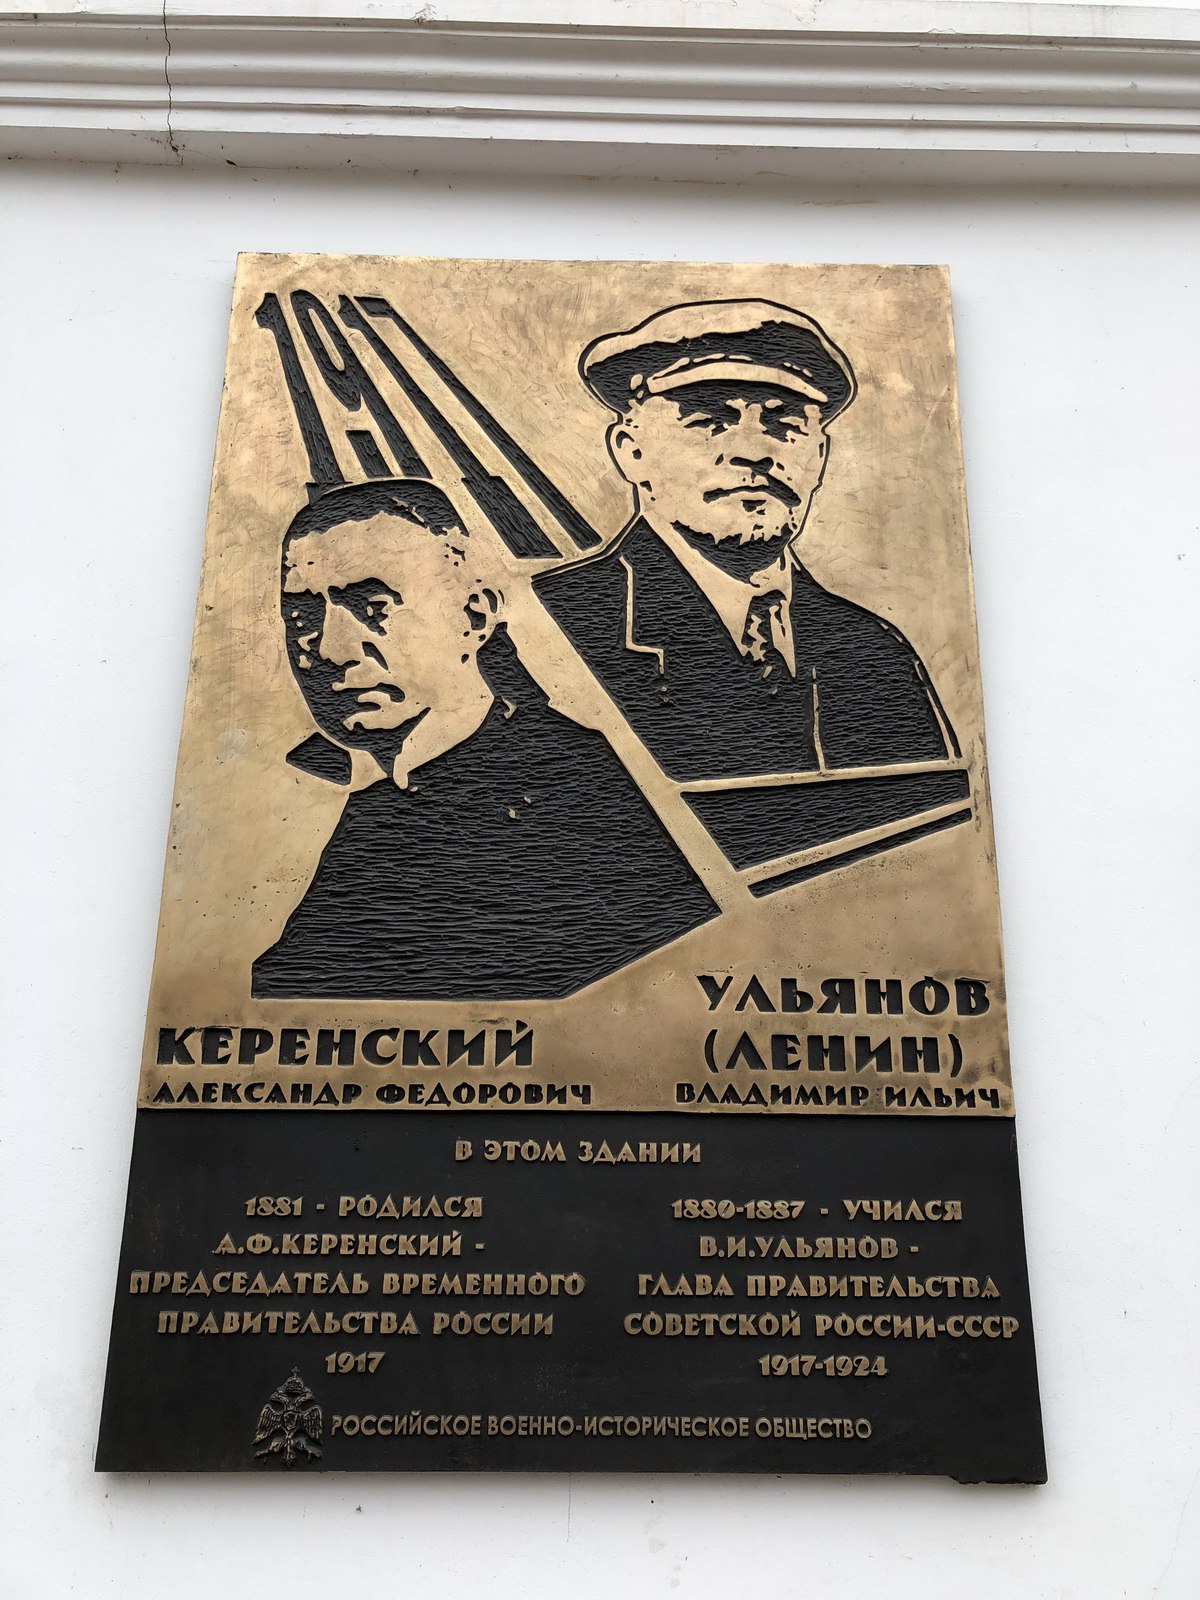 1917
КЕРЕНСКИЙ
АЛЕКСАНДР ФЕДОРОВИЧ
УЛЬЯНОВ
(ЛЕНИН)
ВЛАДИМИР ИЛЬИЧ
В ЭТОМ ЗДАНИИ
1881 - РОДИЛСЯ
А.Ф.КЕРЕНСКИЙ -
ПРЕДСЕДАТЕЛЬ ВРЕМЕННОГО
ПРАВИТЕЛЬСТВА РОССИИ
1917
1880-1887 - УЧИЛСЯ
В.И.УЛЬЯНОВ -
ГЛАВА ПРАВИТЕЛЬСТВА
СОВЕТСКОЙ РОССИИ-СССР
1917-1924
РОССИЙСКОЕ ВОЕННО-ИСТОРИЧЕСКОЕ ОБЩЕСТВО